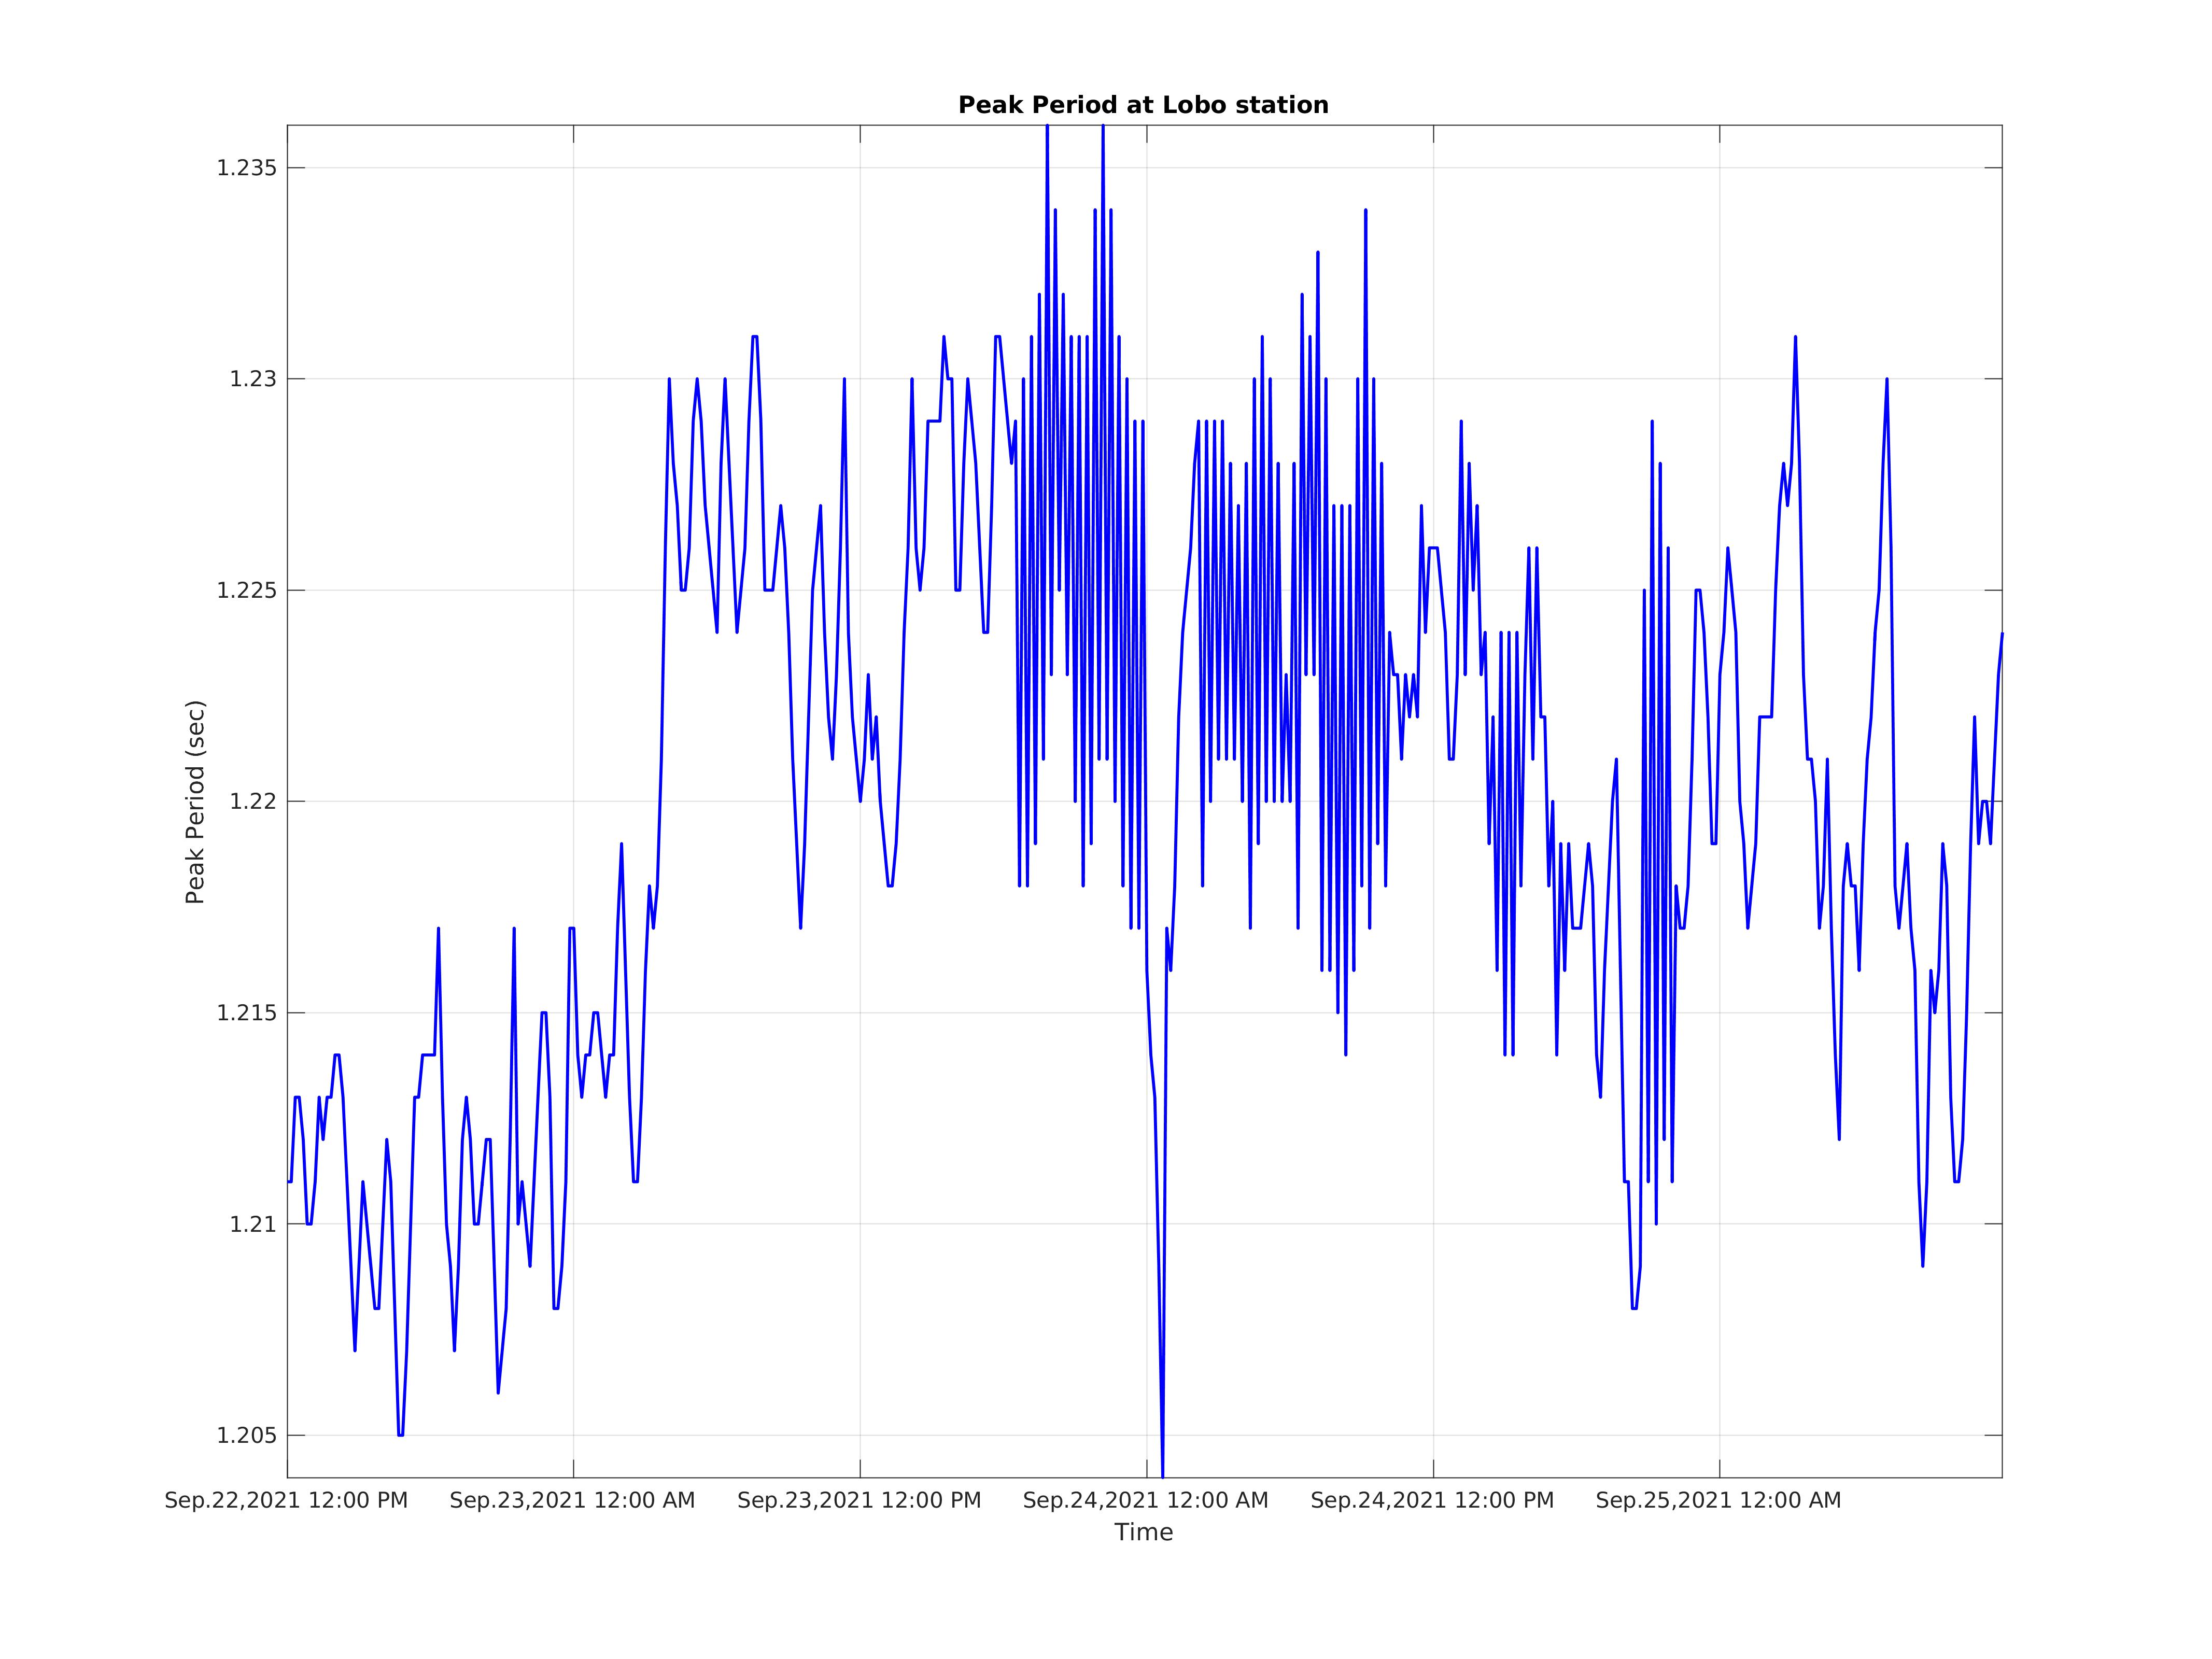 Peak Period at Lobo station
1.235
1.23
1.225
1.22
1.215
1.21
1.205
Peak Period (sec)
Sep.22,2021 12:00 PM Sep.23,2021 12:00 AM Sep.23,2021 12:00 PM Sep.24,2021 12:00 AM Sep.24,2021 12:00 PM Sep.25,2021 12:00 AM
Time